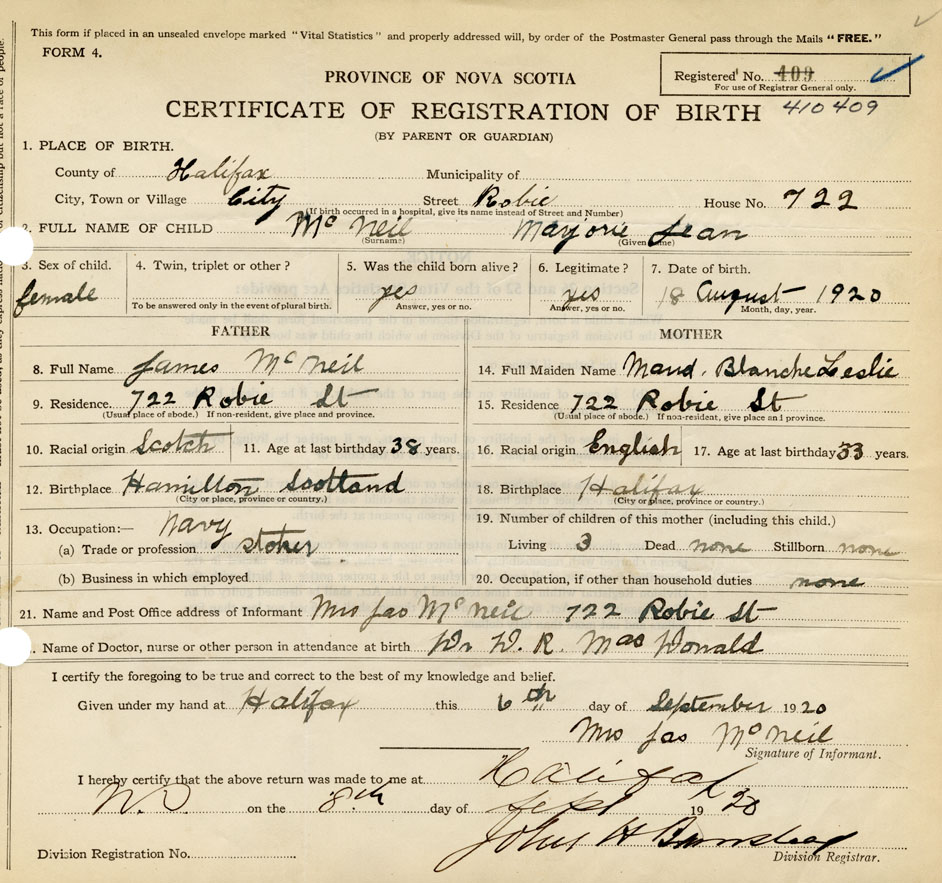 This form if placed in an unsealed envelope marked "Vital Statistics" and properly addressed will, by order of the Postmaster General pass through the Mails "FREE."
FORM 4.
PROVINCE OF NOVA SCOTIA
Registered No. 409
For use of Registrar General only.
CERTIFICATE OF REGISTRATION OF BIRTH 410 409
(BY PARENT OR GUARDIAN)
1. PLACE OF BIRTH.
County of Halifax Municipality of
City, Town or Village City Street Robie House No. 722
(If birth occurred in a hospital, give its name instead of Street and Number)
2. FULL NAME OF CHILD McNeil Marjorie Jean
(Surname) (Given name)
3. Sex of child. 4. Twin, triplet or other? 5. Was the child born alive? 6. Legitimate? 7. Date of birth.
female yes yes 18 August 1920
To be answered only in the event of plural birth. Answer, yes or no. Answer, yes or no. Month, day, year.
FATHER MOTHER
8. Full Name James McNeil 14. Full Maiden Name Maud. Blanche Leslie
9. Residence. 722 Robie St 15. Residence 722 Robie St
(Usual place of abode.) If non-resident, give place and province. (Usual place of abode.) If non-resident, give place and province.
10. Racial origin Scotch 11. Age at last birthday 38 years. 16. Racial origin English 17. Age at last birthday 33 years.
12. Birthplace Hamilton Scottland 18. Birthplace Halifax
(City or place, province or country.) (City or place, province or country.)
13. Occupation:— Navy 19. Number of children of this mother (including this child.)
(a) Trade or profession stoker Living 3 Dead none Stillborn none
(b) Business in which employed 20. Occupation, if other than household duties none
21. Name and Post Office address of Informant Mrs Jas McNeil 722 Robie St
. Name of Doctor, nurse or other person in attendance at birth Dr W. R. MacDonald
I certify the foregoing to be true and correct to the best of my knowledge and belief.
Given under my hand at Halifax this 6th day of September 1920
Mrs Jas McNeil
Signature of Informant.
I hereby certify that the above return was made to me at Halifax
N.S on the 8th day of Sept 1920
John H
Division Registration No. Division Registrar.